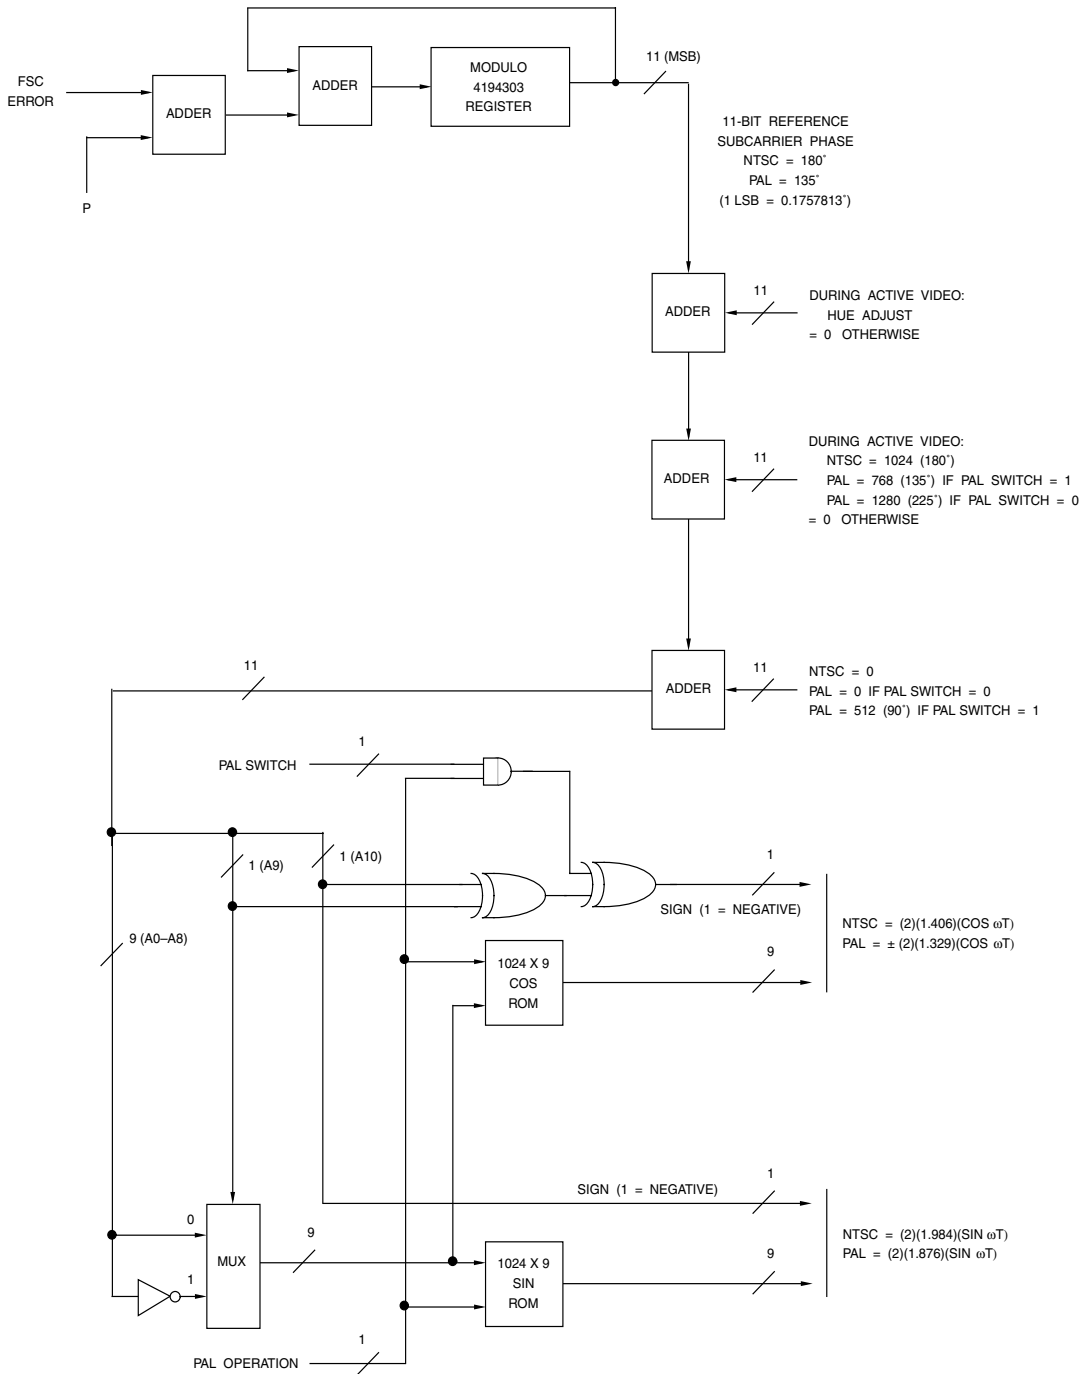 11 (MSB)
FSC
ERROR
ADDER
ADDER
MODULO
4194303
REGISTER
P
11-BIT REFERENCE
SUBCARRIER PHASE
NTSC = 180°
PAL = 135°
(1 LSB = 0.1757813°)
ADDER
11
DURING ACTIVE VIDEO:
HUE ADJUST
= 0 OTHERWISE
ADDER
11
DURING ACTIVE VIDEO:
NTSC = 1024 (180°)
PAL = 768 (135°) IF PAL SWITCH = 1
PAL = 1280 (225°) IF PAL SWITCH = 0
= 0 OTHERWISE
11
ADDER
11
NTSC = 0
PAL = 0 IF PAL SWITCH = 0
PAL = 512 (90°) IF PAL SWITCH = 1
PAL SWITCH
1
1 (A9)
1 (A10)
9 (A0–A8)
1
SIGN (1 = NEGATIVE)
NTSC = (2)(1.406)(COS ωT)
PAL = ± (2)(1.329)(COS ωT)
1024 X 9
COS
ROM
9
SIGN (1 = NEGATIVE)
1
0
1
MUX
9
1024 X 9
SIN
ROM
9
NTSC = (2)(1.984)(SIN ωT)
PAL = (2)(1.876)(SIN ωT)
PAL OPERATION
1